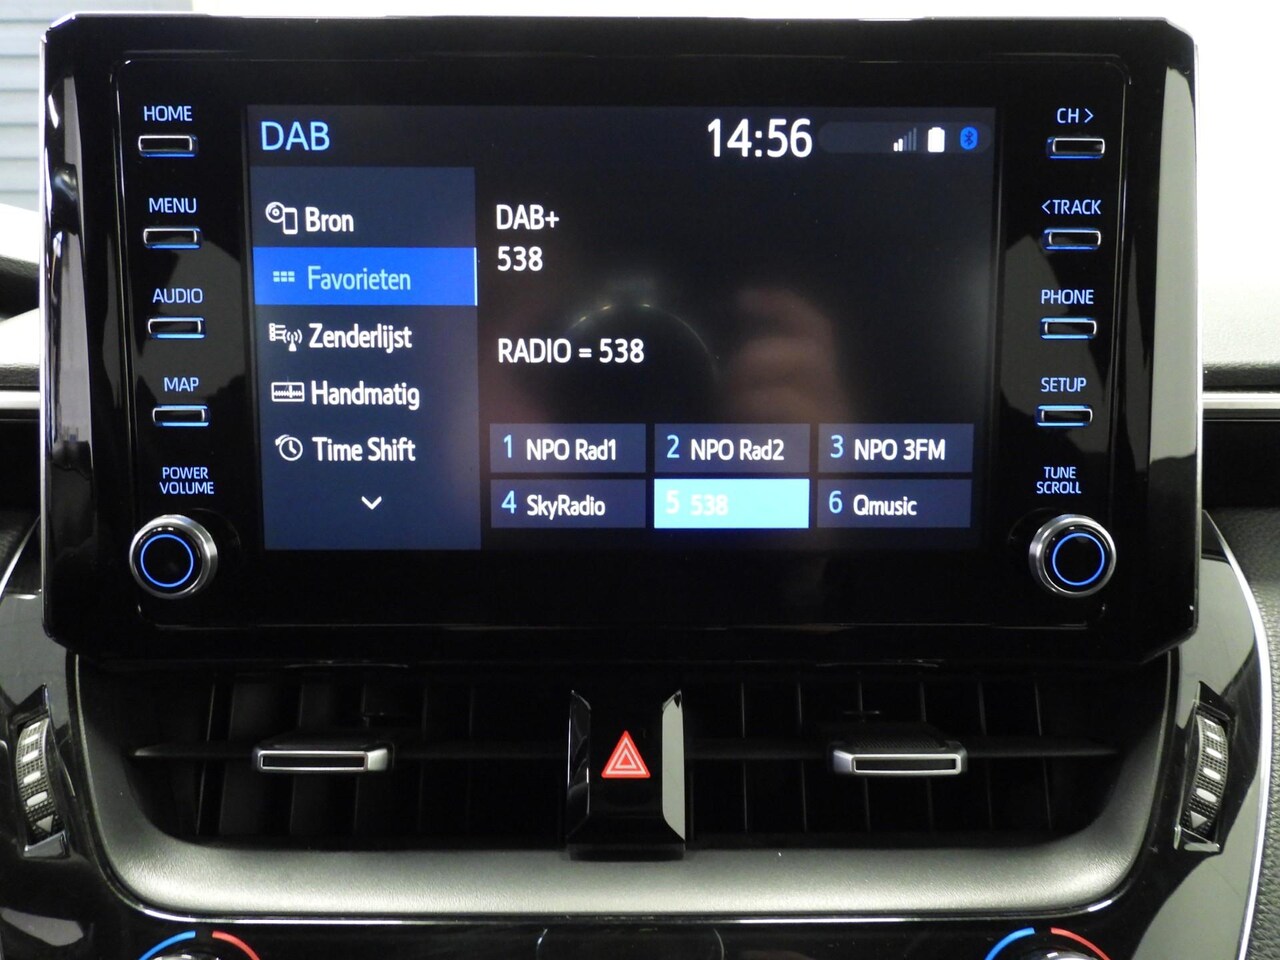 HOME
MENU
AUDIO
MAP
POWER
VOLUME
DAB
14:56
Bron
Favorieten
Zenderlijst
Handmatig
Time Shift
DAB+
538
RADIO = 538
1 NPO Rad1
2 NPO Rad2
3 NPO 3FM
4 SkyRadio
5 538
6 Qmusic
CH >
<TRACK
PHONE
SETUP
TUNE
SCROLL